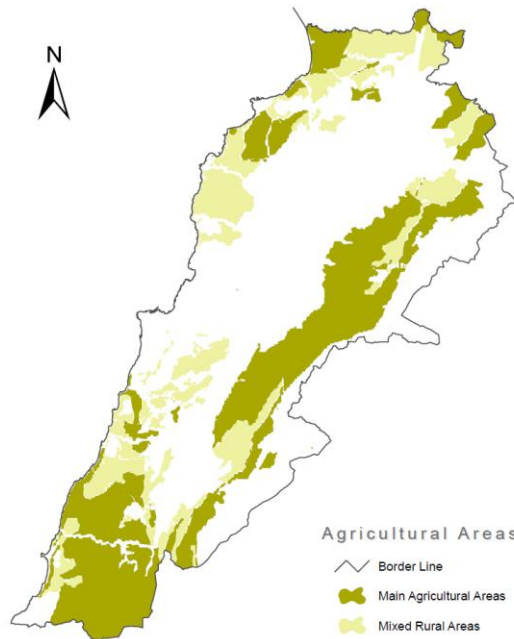 N
Agricultural Areas
Border Line
Main Agricultural Areas
Mixed Rural Areas